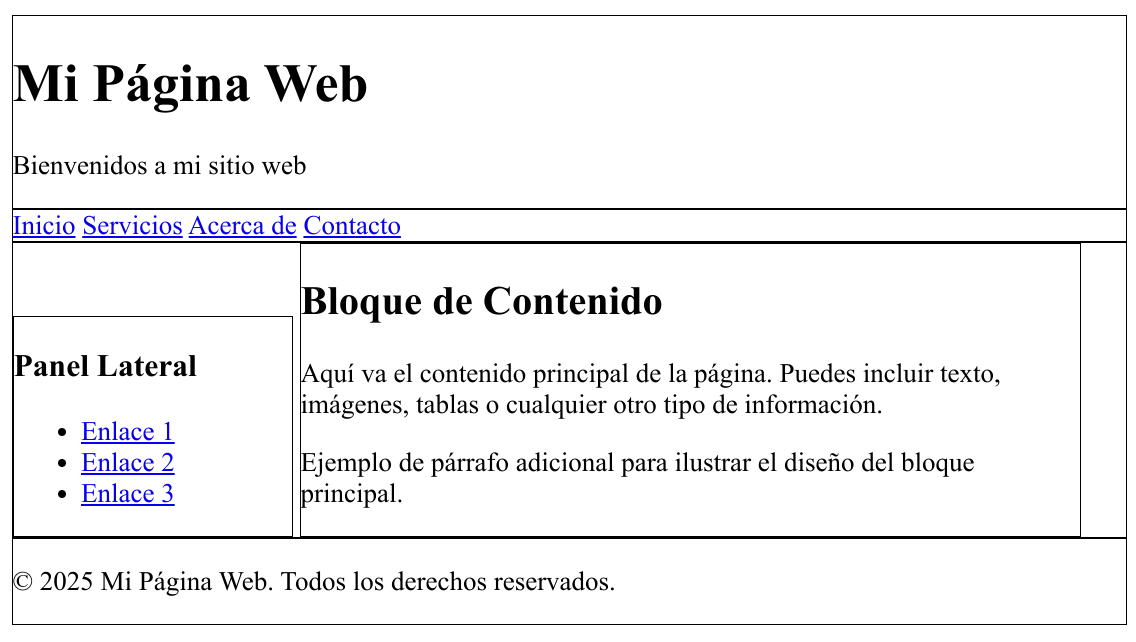 Mi Página Web
Bienvenidos a mi sitio web
Inicio Servicios Acerca de Contacto
Panel Lateral
Enlace 1
Enlace 2
Enlace 3
Bloque de Contenido
Aquí va el contenido principal de la página. Puedes incluir texto,
imágenes, tablas o cualquier otro tipo de información.
Ejemplo de párrafo adicional para ilustrar el diseño del bloque
principal.
© 2025 Mi Página Web. Todos los derechos reservados.